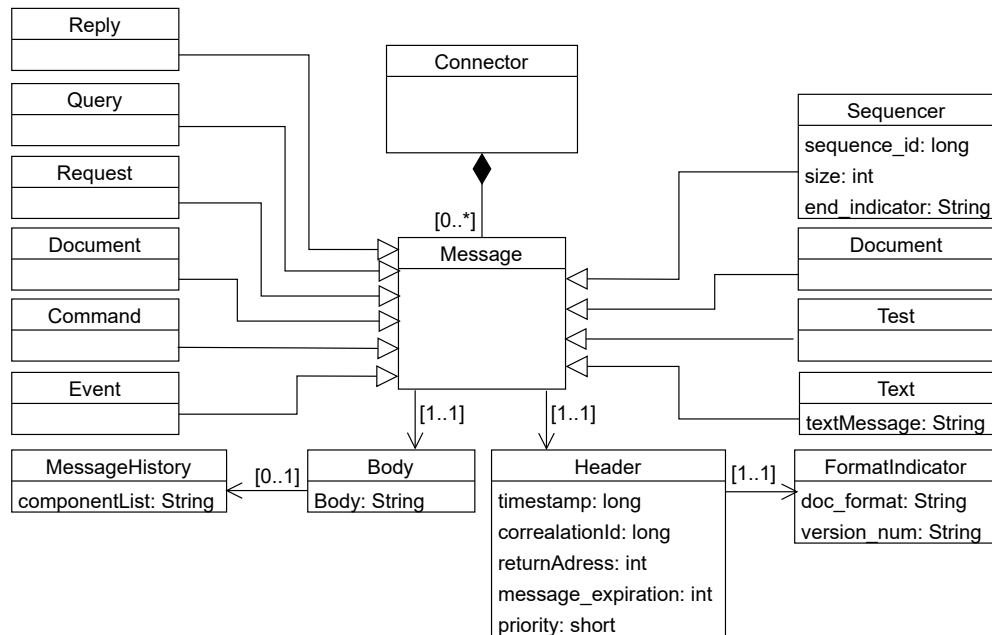 Reply
Connector
Query
Sequencer
sequence_id: long
size: int
end_indicator: String
Request
[0..*]
Document
Message
Document
Command
Test
Event
Text
textMessage: String
[1..1]
[1..1]
MessageHistory
componentList: String
[0..1]
Body
Body: String
Header
timestamp: long
correalationId: long
returnAdress: int
message_expiration: int
priority: short
[1..1]
FormatIndicator
doc_format: String
version_num: String